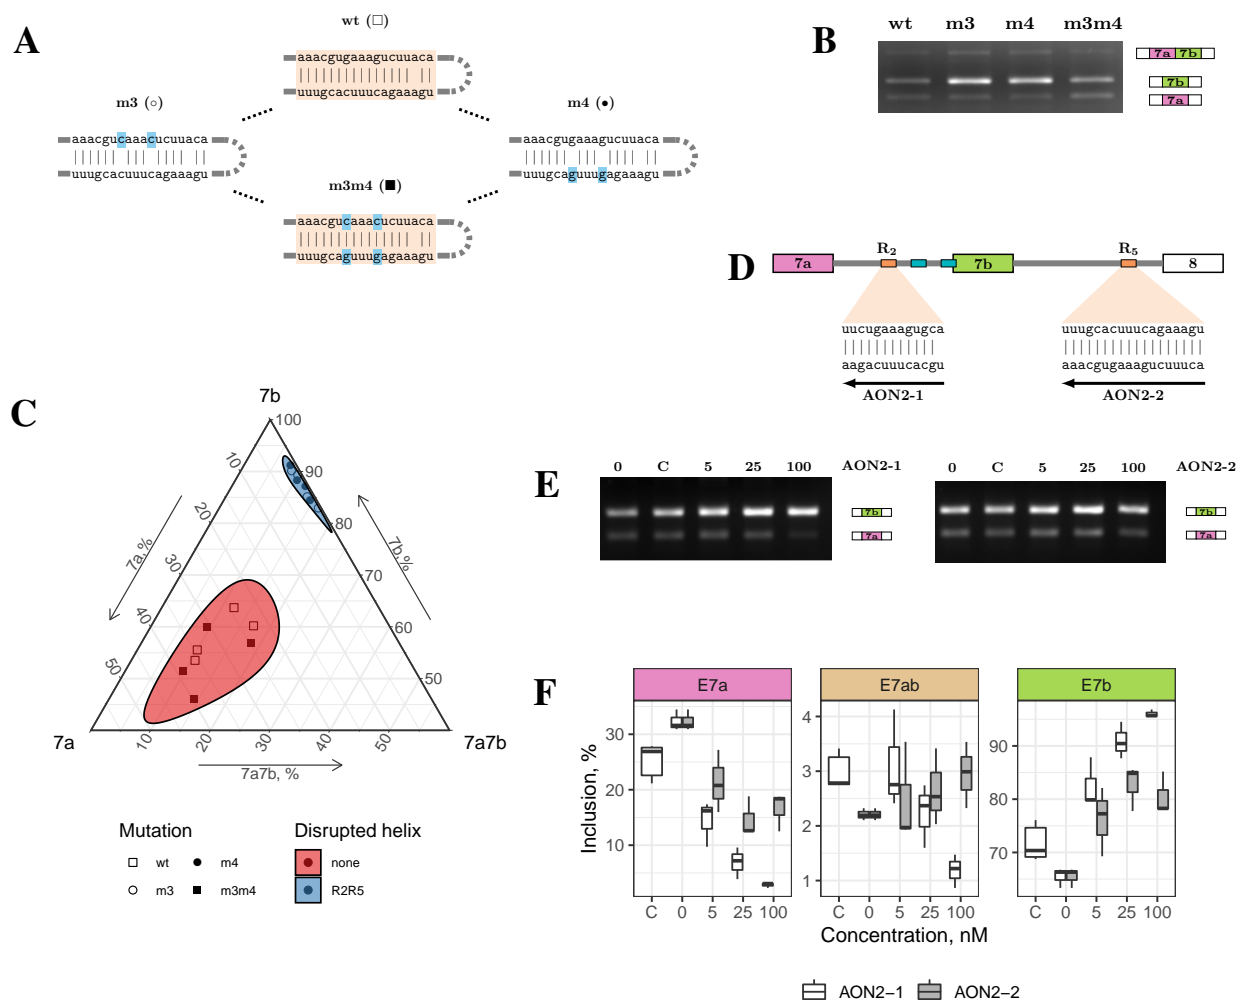 A
wt (□)
aaacgugaaagucuuaca
uuugcacuuucagaaagu
m3 (○)
aaacgucaaacucuuaca
uuugcacuuucagaaagu
m4 (●)
aaacgugaaagucuuaca
uuugcaguuugagaaagu
m3m4 (■)
aaacgucaaacucuuaca
uuugcaguuugagaaagu
B
wt m3 m4 m3m4
7a 7b
7b
7a
C
7b
100
90
80
70
60
50
10
20
30
40
50
7a, %
7b, %
7a 7a7b
10 20 30 40 50
7a7b, %
Mutation
wt m4
m3 m3m4
Disrupted helix
none
R2R5
D
R2 R5
7a 7b 8
uucugaaagugca
aagacuuucacgu
AON2-1
uuugcacuuucagaaagu
aaacgugaaagucuuuca
AON2-2
E
0 C 5 25 100 AON2-1
7b
7a
0 C 5 25 100 AON2-2
7b
7a
F
E7a E7ab E7b
Inclusion, %
30
20
10
4
3
2
1
90
80
70
C 0 5 25 100
C 0 5 25 100
C 0 5 25 100
Concentration, nM
AON2−1 AON2−2